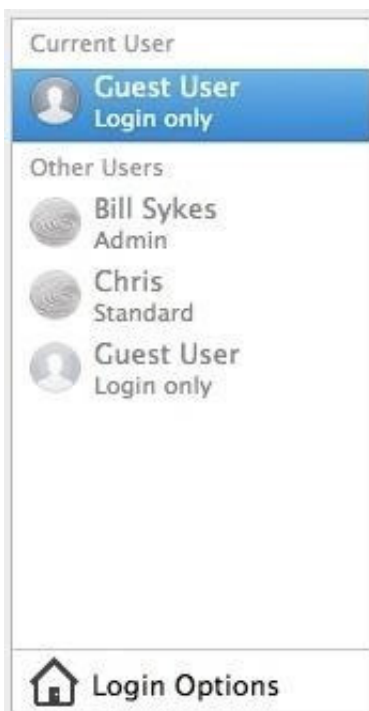 Current User
Guest User
Login only
Other Users
Bill Sykes
Admin
Chris
Standard
Guest User
Login only
Login Options